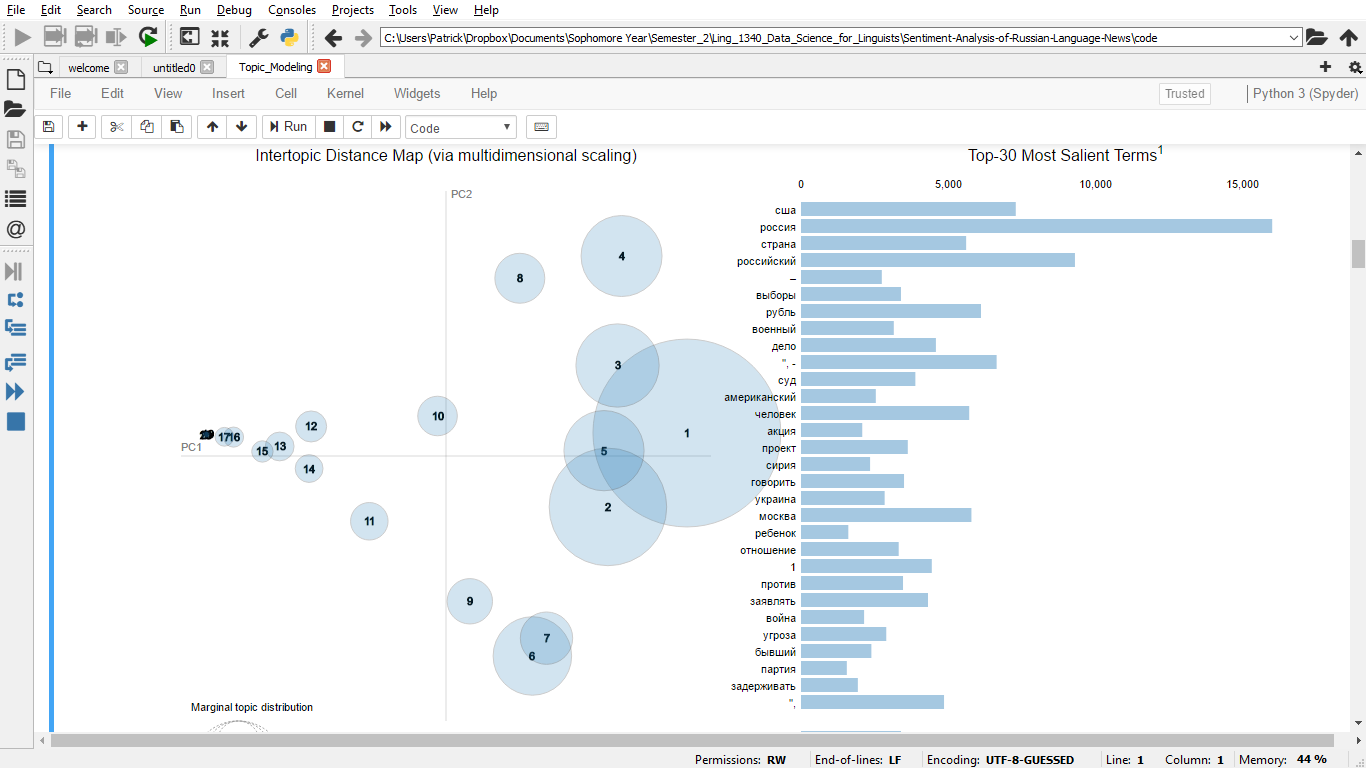 File Edit Search Source Run Debug Consoles Projects Tools View Help
C:\Users\Patrick\Dropbox\Documents\Sophomore Year\Semester_2\Ling_1340_Data_Science_for_Linguists\Sentiment-Analysis-of-Russian-Language-News\code
welcome untitled0 Topic_Modeling
File Edit View Insert Cell Kernel Widgets Help Trusted Python 3 (Spyder)
Run Code
Intertopic Distance Map (via multidimensional scaling)
PC2
4
8
3
1
10
12
17 16
PC1
13
15
5
14
2
11
9
7
6
Marginal topic distribution
Top-30 Most Salient Terms1
0 5,000 10,000 15,000
сша
россия
страна
российский
–
выборы
рубль
военный
дело
", -
суд
американский
человек
акция
проект
сирия
говорить
украина
москва
ребенок
отношение
1
против
заявлять
война
угроза
бывший
партия
задерживать
",
Permissions: RW End-of-lines: LF Encoding: UTF-8-GUESSED Line: 1 Column: 1 Memory: 44 %